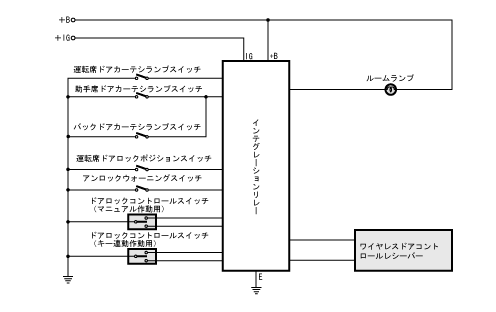 +B
+IG
IG
+B
運転席ドアカーテシランプスイッチ
助手席ドアカーテシランプスイッチ
ルームランプ
バックドアカーテシランプスイッチ
インテグレーションリレー
運転席ドアロックポジションスイッチ
アンロックウォーニングスイッチ
ドアロックコントロールスイッチ
（マニュアル作動用）
ドアロックコントロールスイッチ
（キー連動作動用）
ワイヤレスドアコント
ロールレシーバー
E